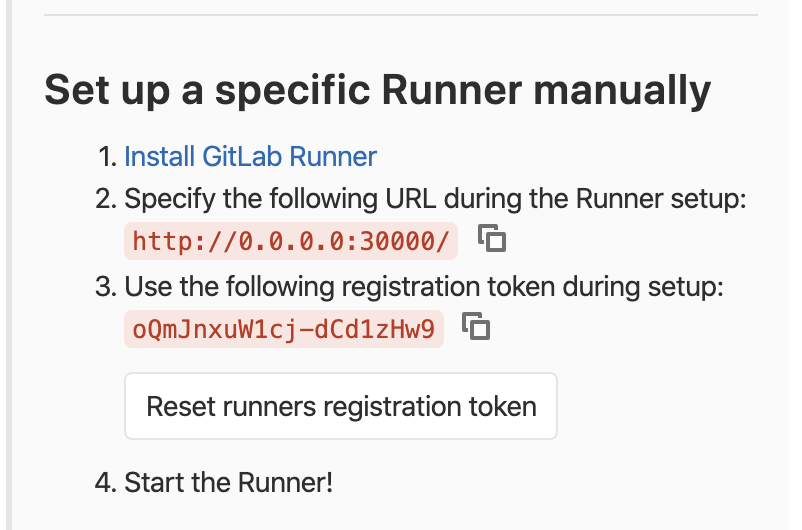 Set up a specific Runner manually
1. Install GitLab Runner
2. Specify the following URL during the Runner setup:
http://0.0.0.0:30000/
3. Use the following registration token during setup:
oQmJnxuW1cj-dCd1zHw9
Reset runners registration token
4. Start the Runner!